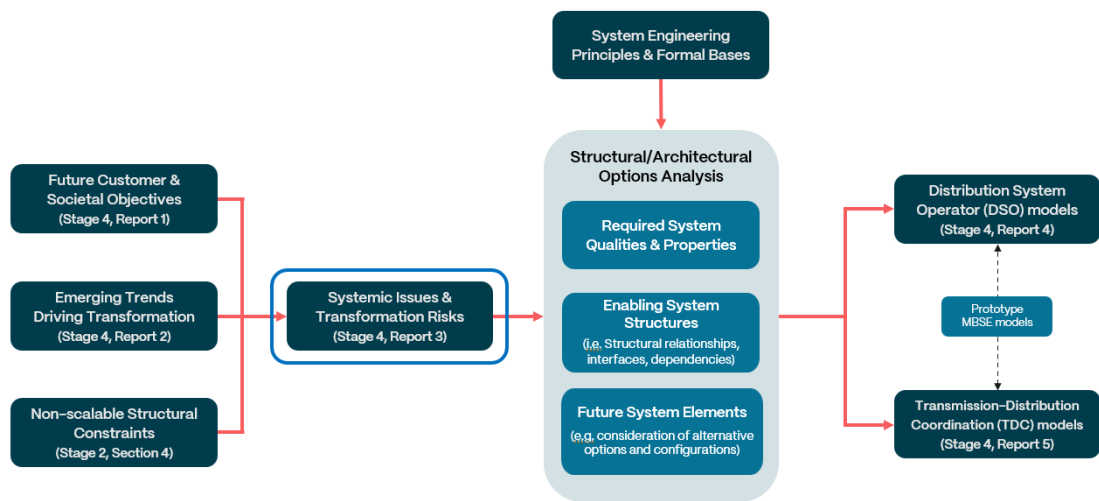 System Engineering
Principles & Formal Bases
Structural/Architectural
Options Analysis
Future Customer &
Societal Objectives
(Stage 4, Report 1)
Emerging Trends
Driving Transformation
(Stage 4, Report 2)
Non-scalable Structural
Constraints
(Stage 2, Section 4)
Systemic Issues &
Transformation Risks
(Stage 4, Report 3)
Required System
Qualities & Properties
Enabling System
Structures
(i.e. Structural relationships,
interfaces, dependencies)
Future System Elements
(e.g. consideration of alternative
options and configurations)
Distribution System
Operator (DSO) models
(Stage 4, Report 4)
Prototype
MBSE models
Transmission-Distribution
Coordination (TDC) models
(Stage 4, Report 5)